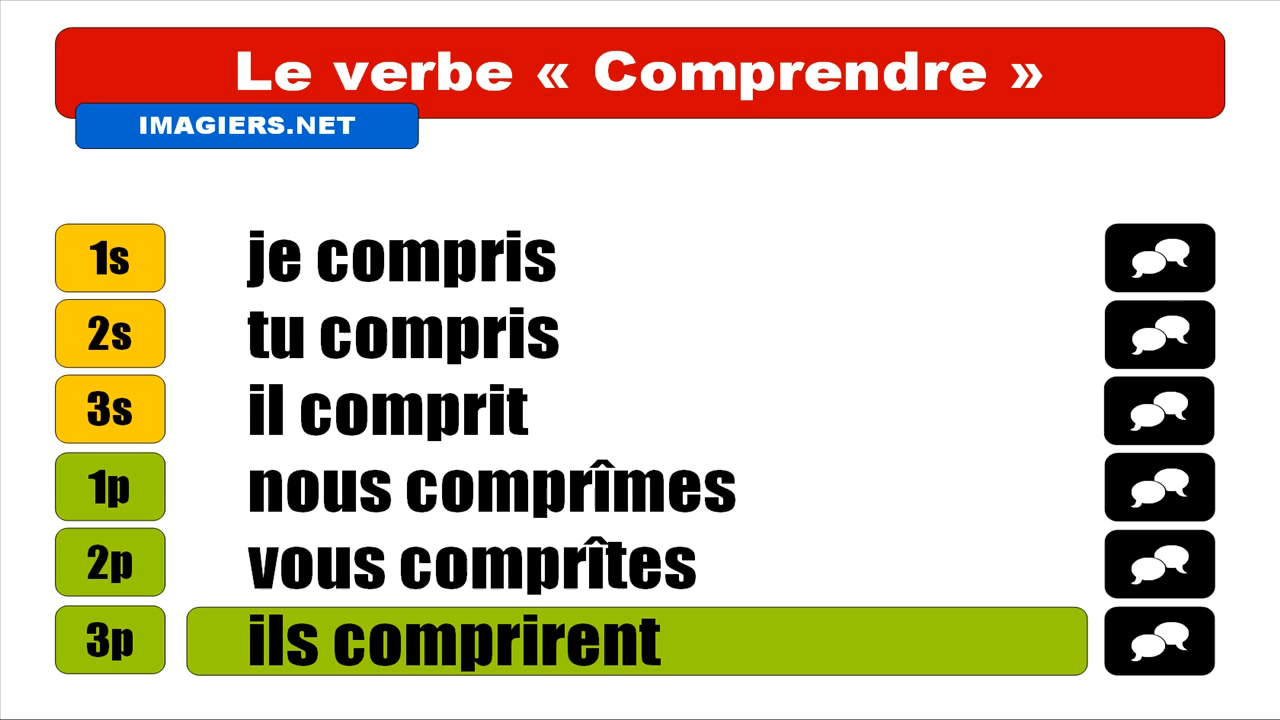 Le verbe « Comprendre »
IMAGIERS.NET
1s je compris
2s tu compris
3s il comprit
1p nous comprîmes
2p vous comprîtes
3p ils comprirent